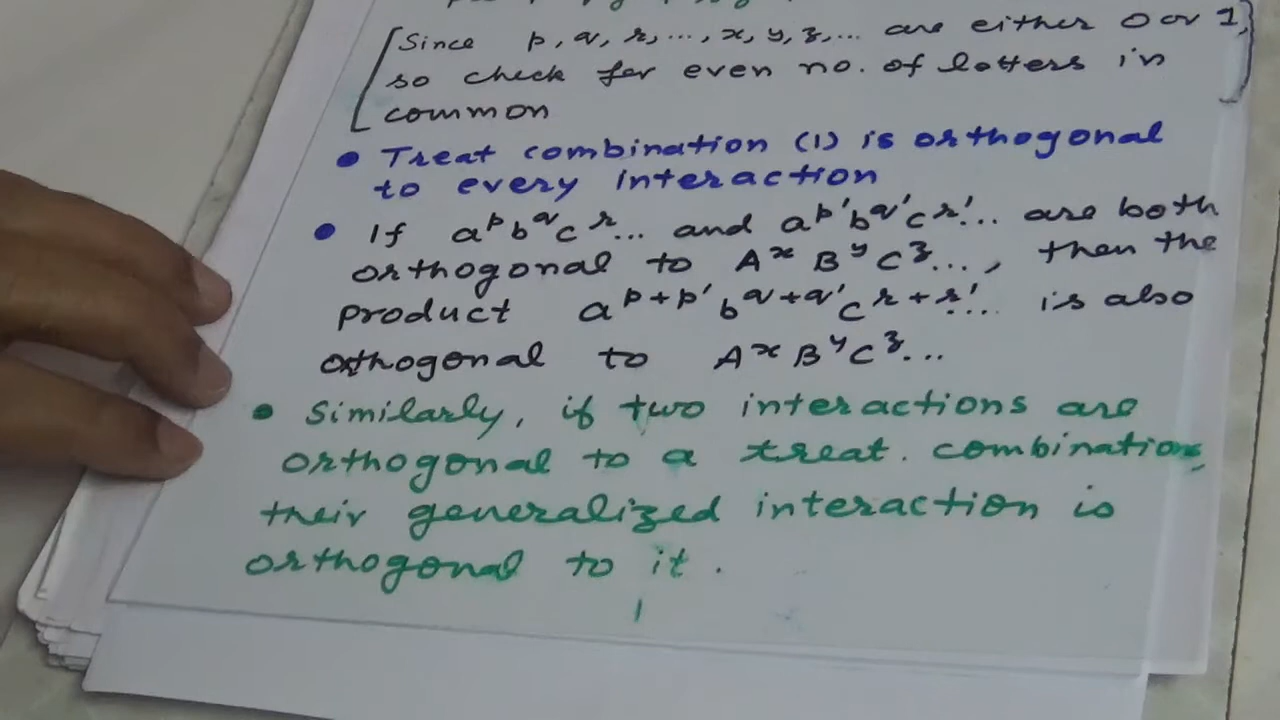 [Since p, q, r, ..., x, y, z, ... are either 0 or 1,
so check for even no. of letters in
common]
• Treat combination (1) is orthogonal
to every interaction
• If a^p b^q c^r... and a^p' b^q' c^r'... are both
orthogonal to A^x B^y C^z..., then the
product a^p+p' b^q+q' c^r+r'... is also
orthogonal to A^x B^y C^z...
• Similarly, if two interactions are
orthogonal to a treat. combination,
their generalized interaction is
orthogonal to it.